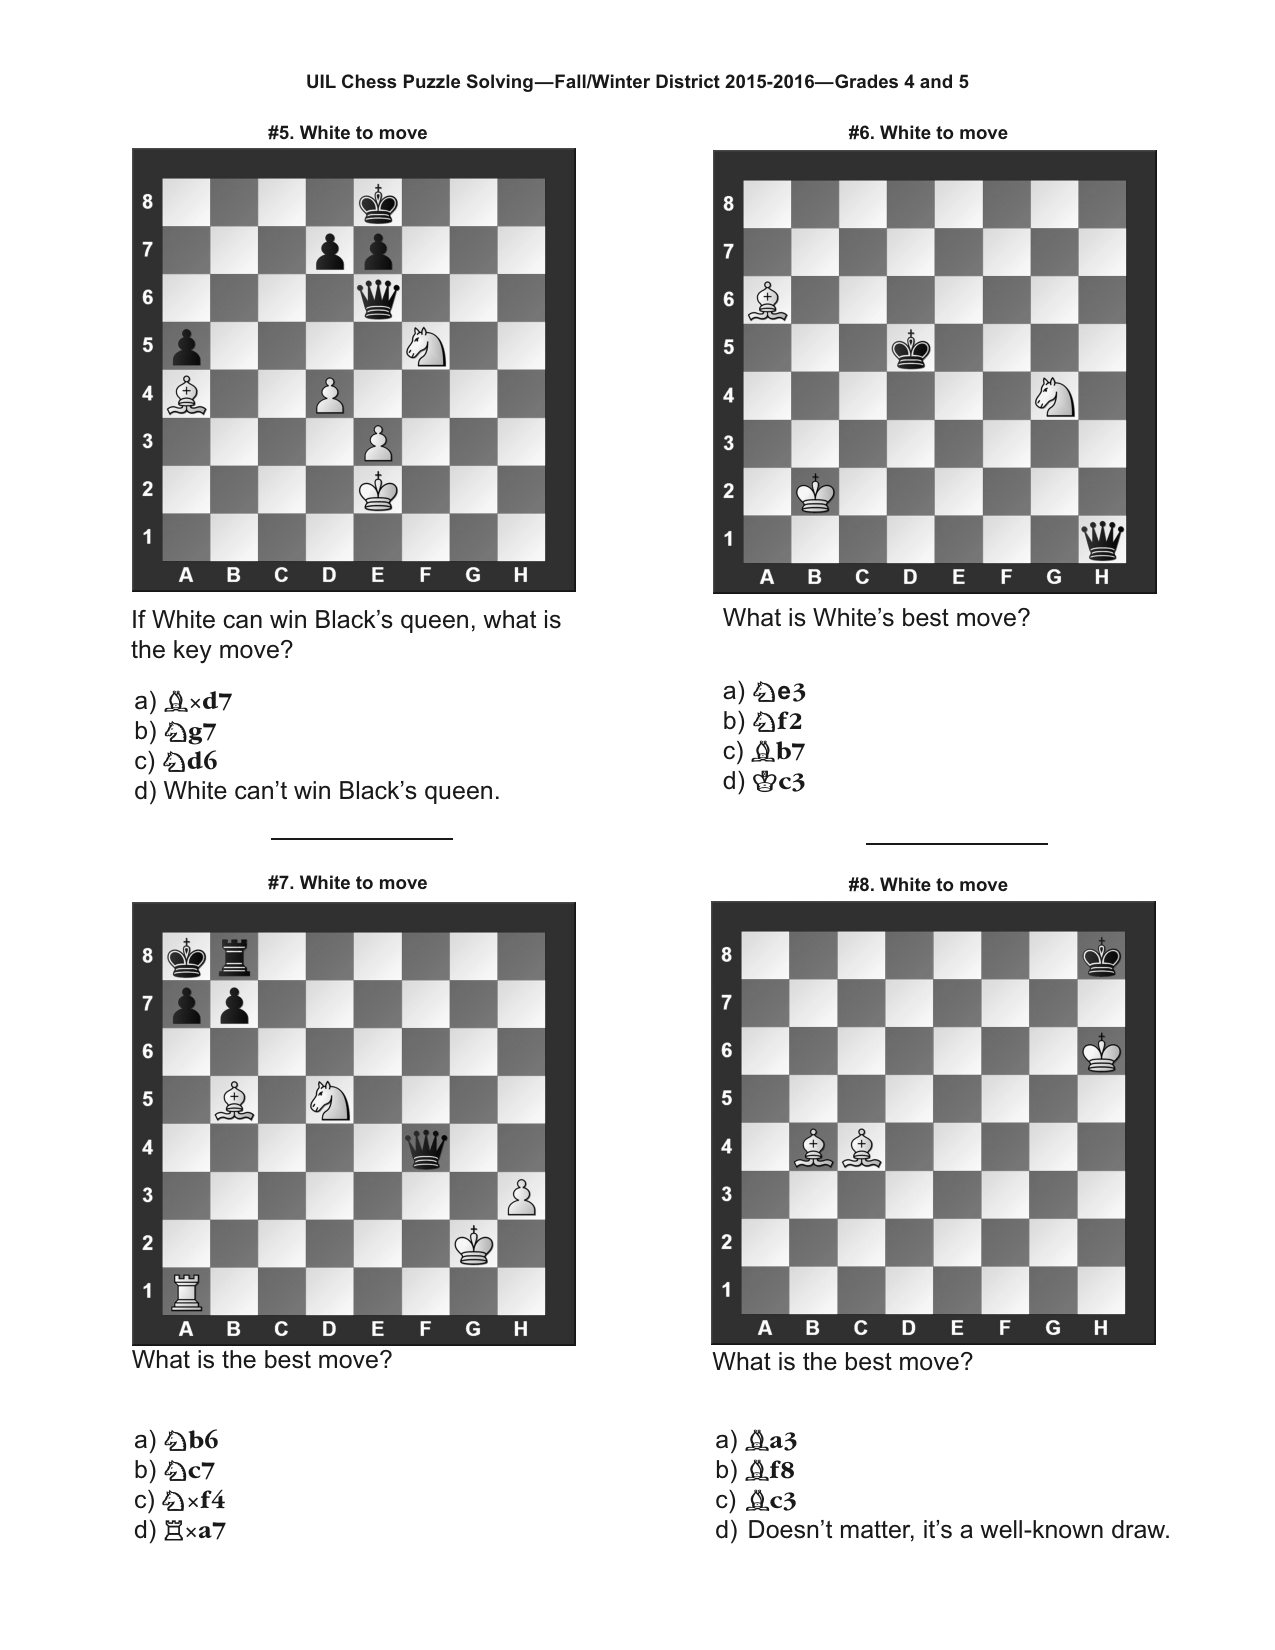 UIL Chess Puzzle Solving—Fall/Winter District 2015-2016—Grades 4 and 5
#5. White to move
8
7
6
5
4
3
2
1
A B C D E F G H
If White can win Black’s queen, what is
the key move?
a) ♗×d7
b) ♘g7
c) ♘d6
d) White can’t win Black’s queen.
#6. White to move
8
7
6
5
4
3
2
1
A B C D E F G H
What is White’s best move?
a) ♘e3
b) ♘f2
c) ♗b7
d) ♔c3
#7. White to move
8
7
6
5
4
3
2
1
A B C D E F G H
What is the best move?
a) ♘b6
b) ♘c7
c) ♘×f4
d) ♖×a7
#8. White to move
8
7
6
5
4
3
2
1
A B C D E F G H
What is the best move?
a) ♗a3
b) ♗f8
c) ♗c3
d) Doesn’t matter, it’s a well-known draw.